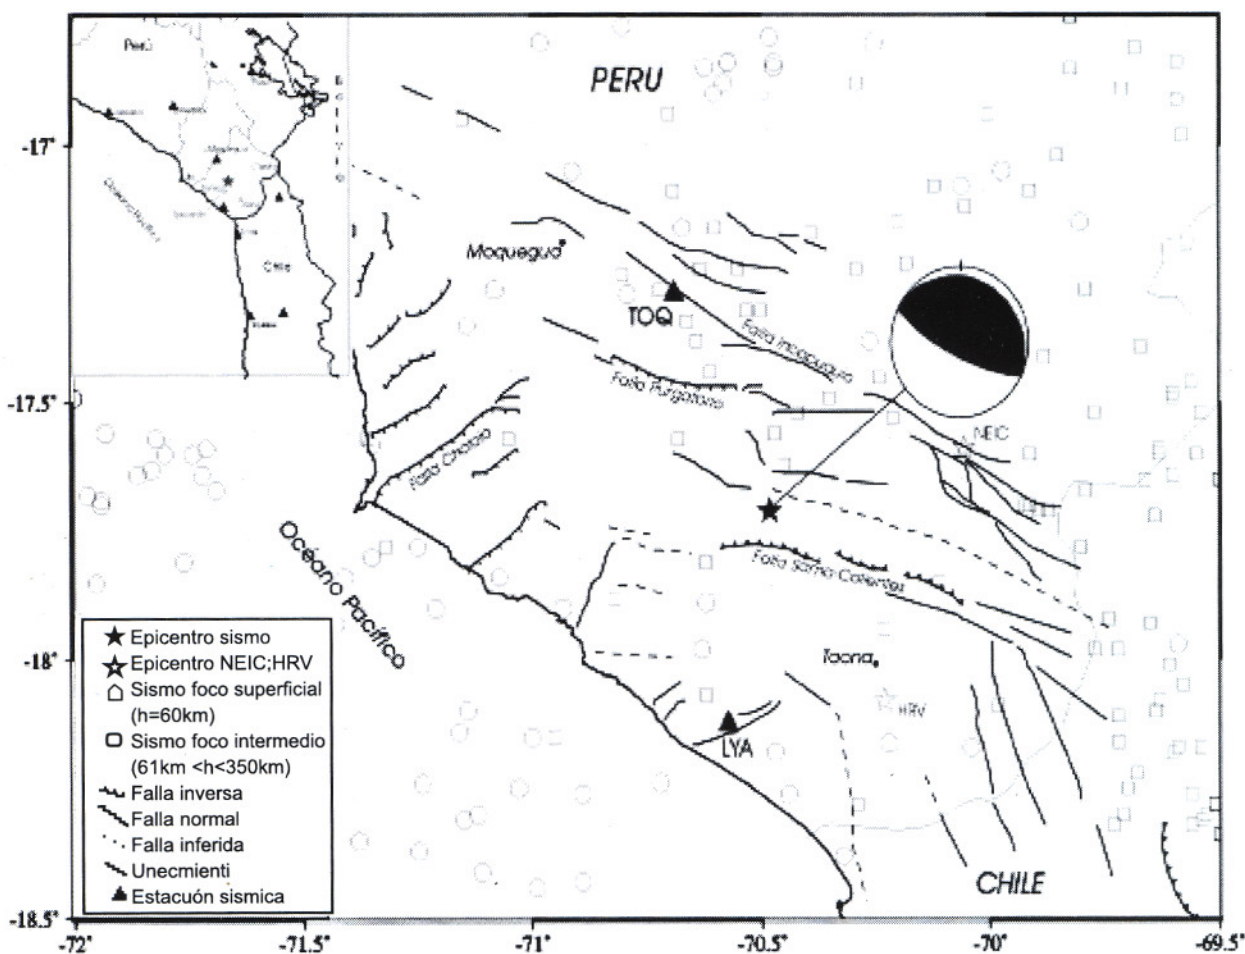 Perú
Océano Pacífico
Chile
PERU
-17°
Moquegua
TOQ
Falla Incapuquio
Falla Purgatorio
-17.5°
Falla Chololo
NEIC
Océano Pacífico
Falla Sama-Calientes
-18°
Tacna
HRV
LYA
CHILE
-18.5°
-72°
-71.5°
-71°
-70.5°
-70°
-69.5°
Epicentro sismo
Epicentro NEIC;HRV
Sismo foco superficial
(h=60km)
Sismo foco intermedio
(61km <h<350km)
Falla inversa
Falla normal
Falla inferida
Unecmienti
Estacuón sismica